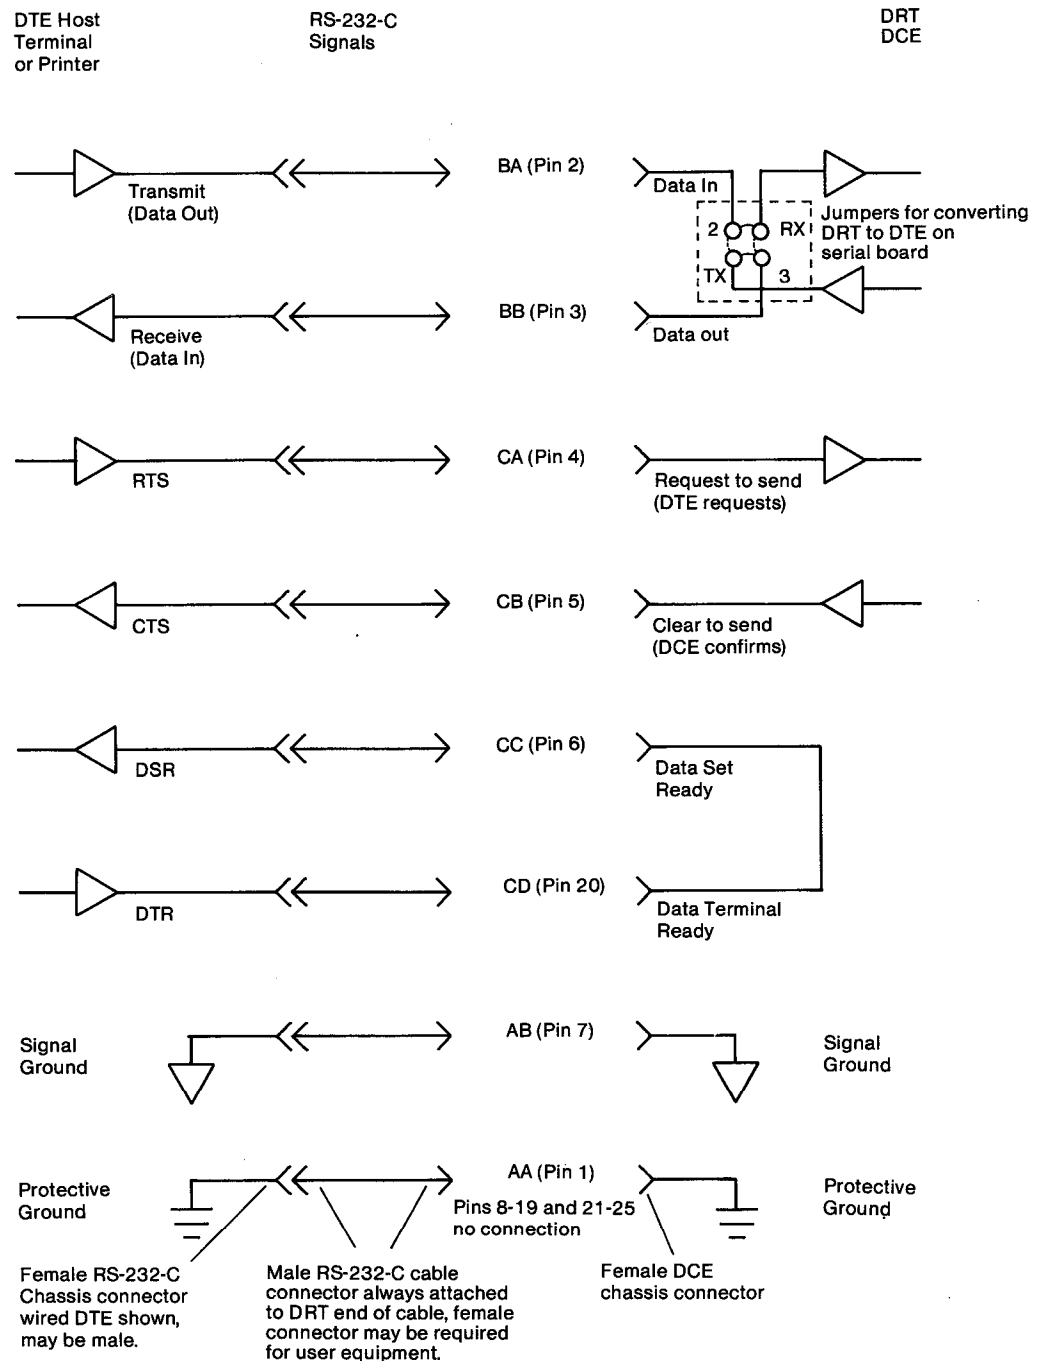 DTE Host
Terminal
or Printer
RS-232-C
Signals
DRT
DCE
Transmit
(Data Out)
BA (Pin 2)
Data In
2
RX
TX
3
Jumpers for converting
DRT to DTE on
serial board
Receive
(Data In)
BB (Pin 3)
Data out
RTS
CA (Pin 4)
Request to send
(DTE requests)
CTS
CB (Pin 5)
Clear to send
(DCE confirms)
DSR
CC (Pin 6)
Data Set
Ready
DTR
CD (Pin 20)
Data Terminal
Ready
Signal
Ground
AB (Pin 7)
Signal
Ground
Protective
Ground
AA (Pin 1)
Pins 8-19 and 21-25
no connection
Protective
Ground
Female RS-232-C
Chassis connector
wired DTE shown,
may be male.
Male RS-232-C cable
connector always attached
to DRT end of cable, female
connector may be required
for user equipment.
Female DCE
chassis connector